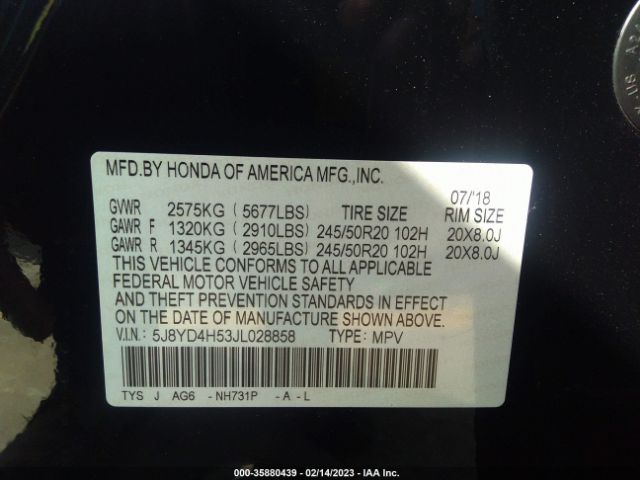 .US A24
MFD.BY HONDA OF AMERICA MFG.,INC.
07/'18
GVWR 2575KG ( 5677LBS) TIRE SIZE RIM SIZE
GAWR F 1320KG ( 2910LBS) 245/50R20 102H 20X8.0J
GAWR R 1345KG ( 2965LBS) 245/50R20 102H 20X8.0J
THIS VEHICLE CONFORMS TO ALL APPLICABLE
FEDERAL MOTOR VEHICLE SAFETY
AND THEFT PREVENTION STANDARDS IN EFFECT
ON THE DATE OF MANUFACTURE SHOWN ABOVE.
V.I.N.: 5J8YD4H53JL028858 TYPE: MPV
TYS J AG6 -NH731P -A -L
000-35880439 - 02/14/2023 - IAA Inc.